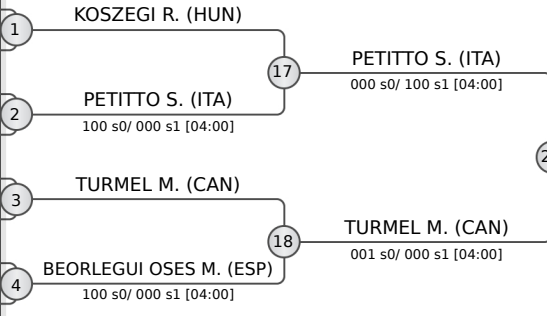 KOSZEGI R. (HUN)
1
17
PETITTO S. (ITA)
000 s0/ 100 s1 [04:00]
PETITTO S. (ITA)
2
100 s0/ 000 s1 [04:00]
2
TURMEL M. (CAN)
3
18
TURMEL M. (CAN)
001 s0/ 000 s1 [04:00]
BEORLEGUI OSES M. (ESP)
4
100 s0/ 000 s1 [04:00]